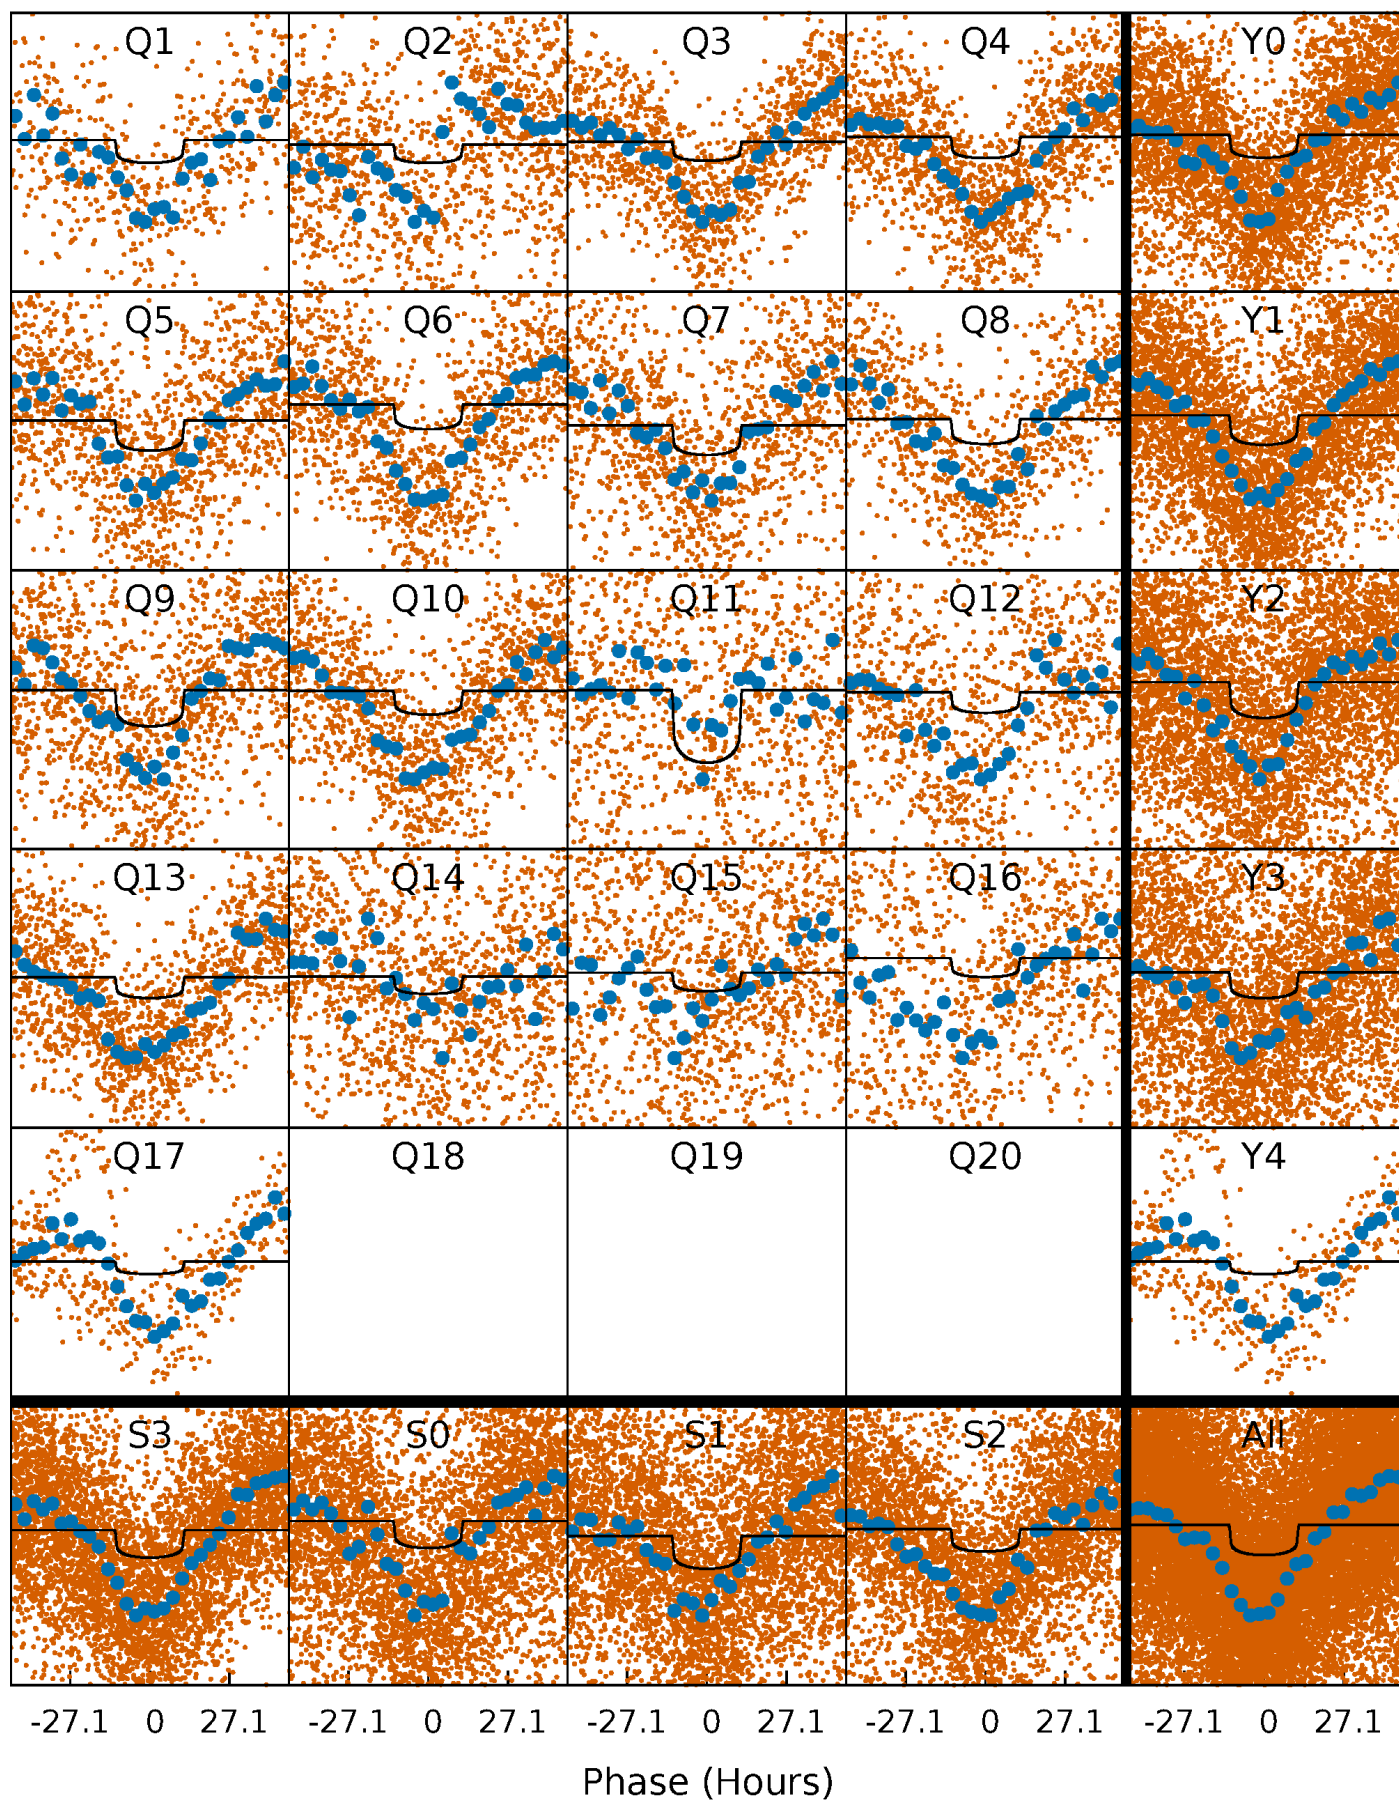 Q1 Q2 Q3 Q4 Y0
Q5 Q6 Q7 Q8 Y1
Q9 Q10 Q11 Q12 Y2
Q13 Q14 Q15 Q16 Y3
Q17 Q18 Q19 Q20 Y4
S3 S0 S1 S2 All
-27.1 0 27.1 -27.1 0 27.1 -27.1 0 27.1 -27.1 0 27.1 -27.1 0 27.1
Phase (Hours)